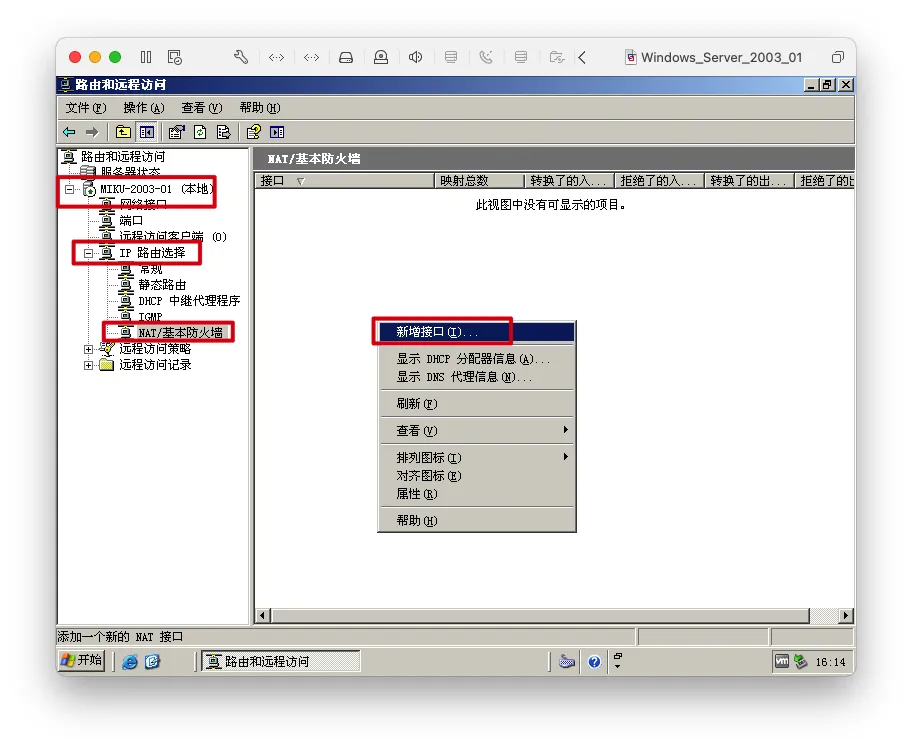 Windows_Server_2003_01
路由和远程访问
文件(F) 操作(A) 查看(V) 帮助(H)
路由和远程访问
服务器状态
MIKU-2003-01 (本地)
网络接口
端口
远程访问客户端 (0)
IP 路由选择
常规
静态路由
DHCP 中继代理程序
IGMP
NAT/基本防火墙
远程访问策略
远程访问记录
NAT/基本防火墙
接口 映射总数 转换了的入... 拒绝了的入... 转换了的出... 拒绝了的出
此视图中没有可显示的项目。
新增接口(I)...
显示 DHCP 分配器信息(A)...
显示 DNS 代理信息(N)...
刷新(F)
查看(V)
排列图标(I)
对齐图标(E)
属性(R)
帮助(H)
添加一个新的 NAT 接口
开始 路由和远程访问 16:14